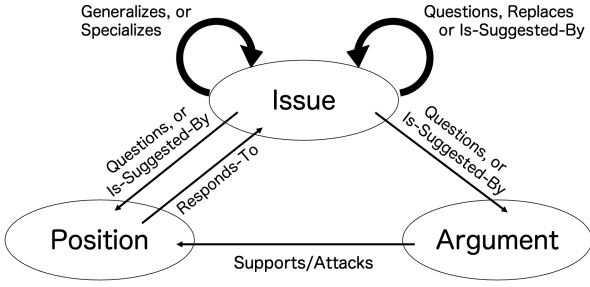 Generalizes, or
Specializes
Questions, Replaces
or Is-Suggested-By
Issue
Questions, or
Is-Suggested-By
Responds-To
Questions, or
Is-Suggested-By
Position
Argument
Supports/Attacks